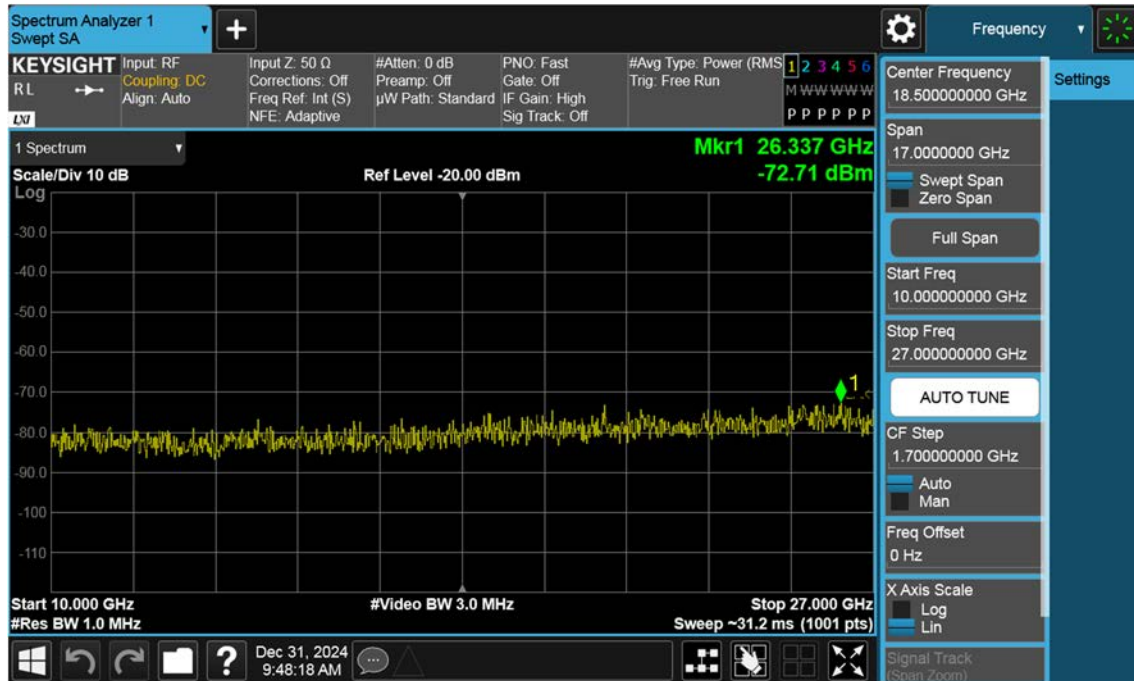 Spectrum Analyzer 1
Swept SA
Frequency
KEYSIGHT
R L
LXI
Input: RF
Coupling: DC
Align: Auto
Input Z: 50 Ω
Corrections: Off
Freq Ref: Int (S)
NFE: Adaptive
#Atten: 0 dB
Preamp: Off
µW Path: Standard
PNO: Fast
Gate: Off
IF Gain: High
Sig Track: Off
#Avg Type: Power (RMS
Trig: Free Run
1 2 3 4 5 6
M W W W W W
P P P P P P
1 Spectrum
Mkr1 26.337 GHz
-72.71 dBm
Scale/Div 10 dB
Ref Level -20.00 dBm
Log
-30.0
-40.0
-50.0
-60.0
-70.0
-80.0
-90.0
-100
-110
1
Start 10.000 GHz
#Video BW 3.0 MHz
Stop 27.000 GHz
#Res BW 1.0 MHz
Sweep ~31.2 ms (1001 pts)
Center Frequency
18.500000000 GHz
Settings
Span
17.0000000 GHz
Swept Span
Zero Span
Full Span
Start Freq
10.000000000 GHz
Stop Freq
27.000000000 GHz
AUTO TUNE
CF Step
1.700000000 GHz
Auto
Man
Freq Offset
0 Hz
X Axis Scale
Log
Lin
Signal Track
(Span Zoom)
?
Dec 31, 2024
9:48:18 AM